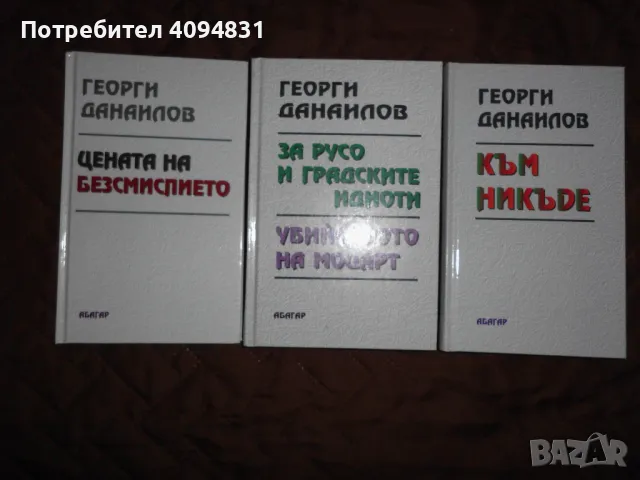 Потребител 4094831
ГЕОРГИ
ДАНАИЛОВ
ЦЕНАТА НА
БЕЗСМИСЛИЕТО
АБАГАР
ГЕОРГИ
ДАНАИЛОВ
ЗА РУСО
И ГРАДСКИТЕ
ИДИОТИ
УБИЙСТВОТО
НА МОЦАРТ
АБАГАР
ГЕОРГИ
ДАНАИЛОВ
КЪМ
НИКЪДЕ
АБАГАР
BAZAR